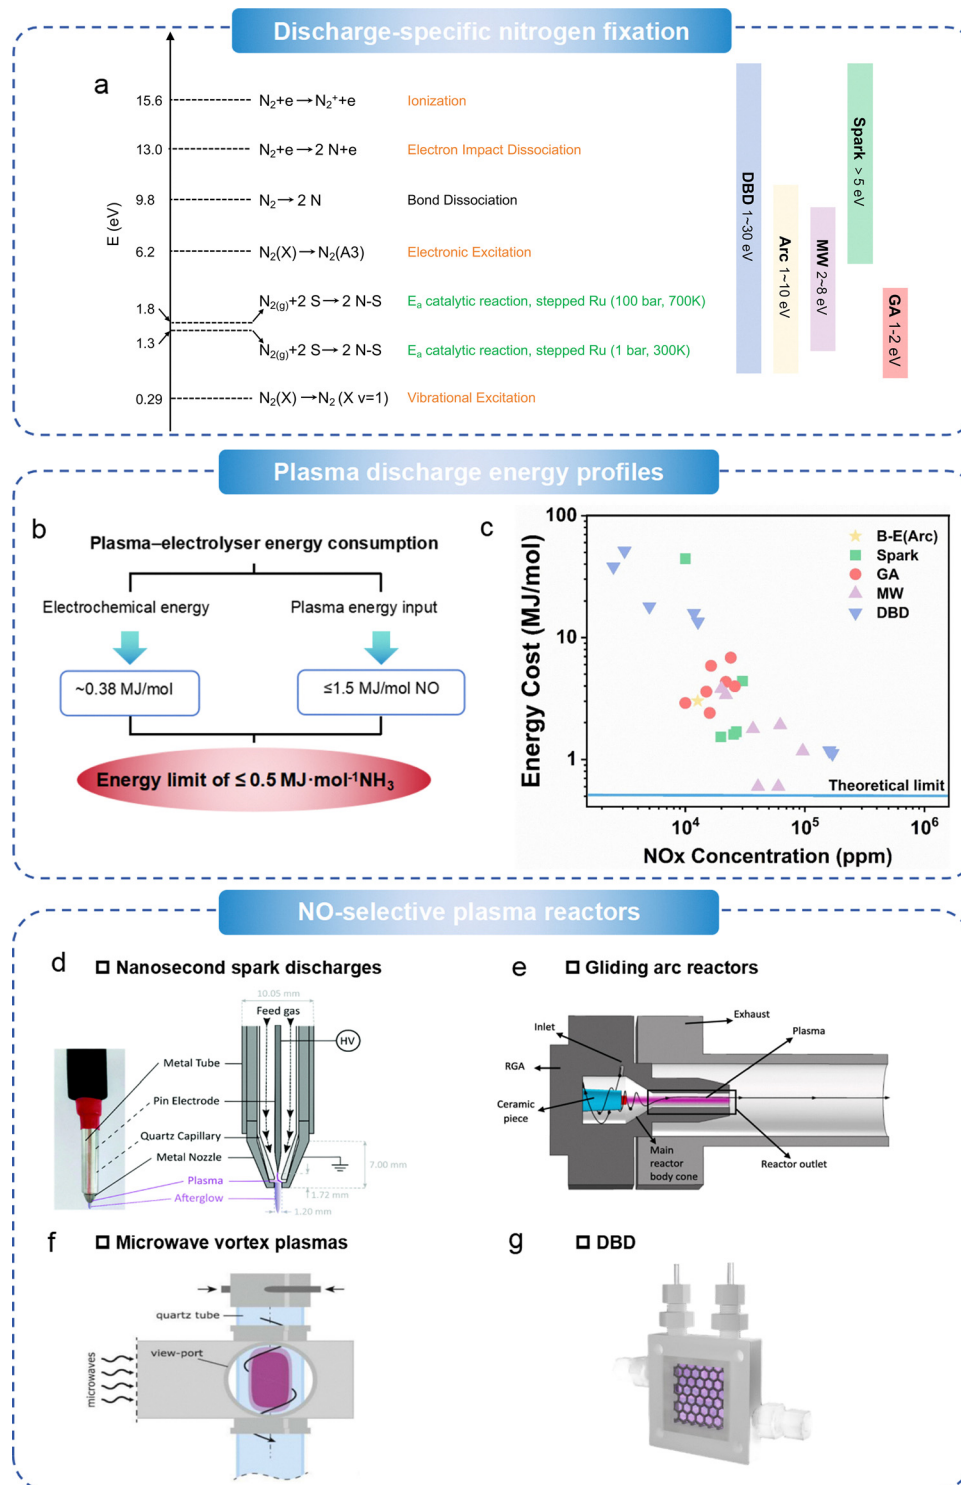 Discharge-specific nitrogen fixation
a
E (eV)
15.6
N₂+e→N₂⁺+e
Ionization
13.0
N₂+e→2 N+e
Electron Impact Dissociation
9.8
N₂→2 N
Bond Dissociation
6.2
N₂(X)→N₂(A3)
Electronic Excitation
1.8
N₂(g)+2 S→2 N-S
Eₐ catalytic reaction, stepped Ru (100 bar, 700K)
1.3
N₂(g)+2 S→2 N-S
Eₐ catalytic reaction, stepped Ru (1 bar, 300K)
0.29
N₂(X)→N₂(X v=1)
Vibrational Excitation
DBD 1~30 eV
Arc 1~10 eV
MW 2~8 eV
Spark > 5 eV
GA 1-2 eV
Plasma discharge energy profiles
b
Plasma–electrolyser energy consumption
Electrochemical energy
Plasma energy input
~0.38 MJ/mol
≤1.5 MJ/mol NO
Energy limit of ≤ 0.5 MJ·mol⁻¹NH₃
c
Energy Cost (MJ/mol)
100
10
1
B-E(Arc)
Spark
GA
MW
DBD
Theoretical limit
10⁴
10⁵
10⁶
NOx Concentration (ppm)
NO-selective plasma reactors
d
Nanosecond spark discharges
10.05 mm
Feed gas
HV
Metal Tube
Pin Electrode
Quartz Capillary
Metal Nozzle
Plasma
Afterglow
7.00 mm
1.72 mm
1.20 mm
e
Gliding arc reactors
Exhaust
Inlet
Plasma
RGA
Ceramic
piece
Main
reactor
body cone
Reactor outlet
f
Microwave vortex plasmas
quartz tube
view-port
microwaves
g
DBD